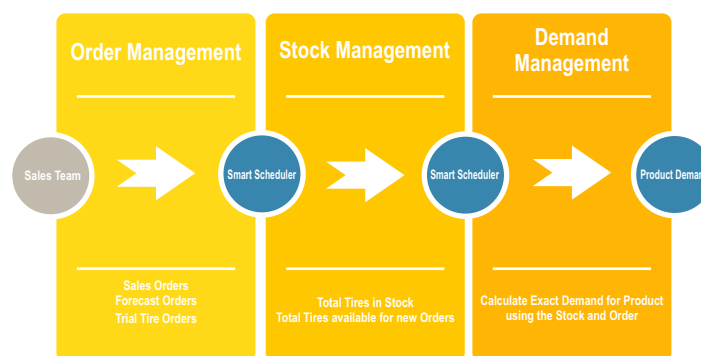 Order Management
Stock Management
Demand
Management
Sales Team
Smart Scheduler
Smart Scheduler
Product Deman
Sales Orders
Forecast Orders
Trial Tire Orders
Total Tires in Stock
Total Tires available for new Orders
Calculate Exact Demand for Product
using the Stock and Order